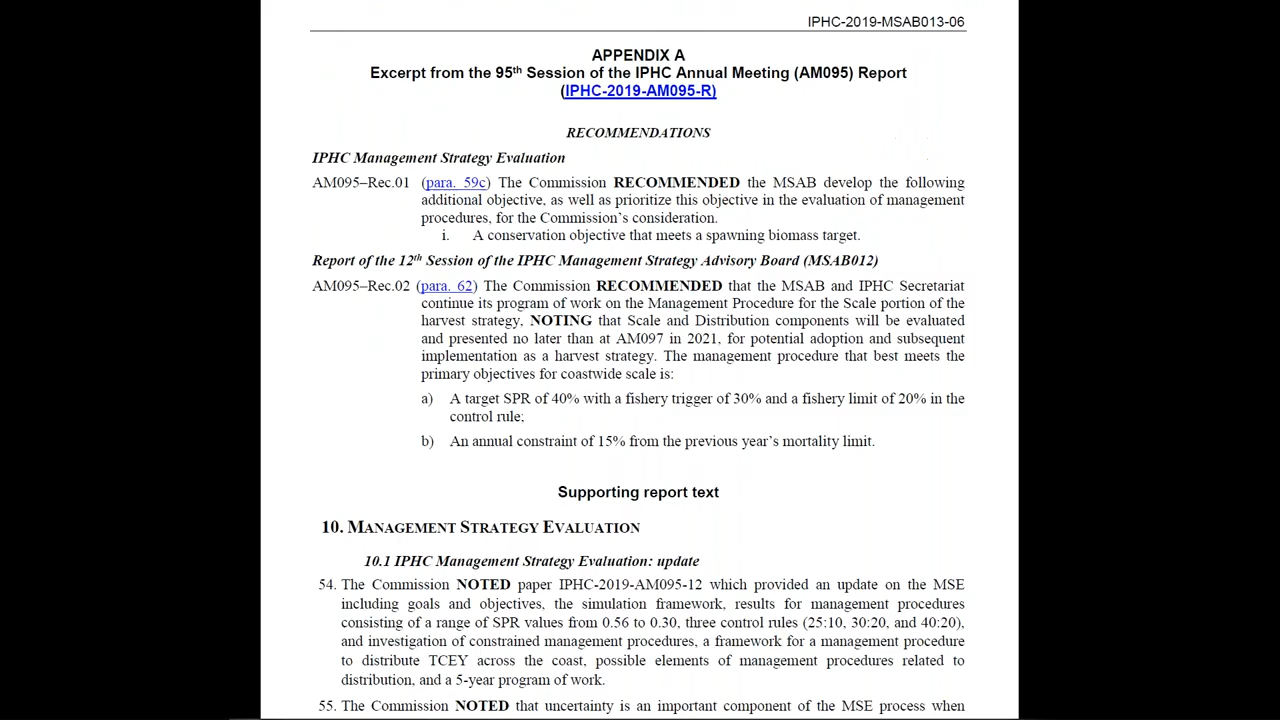 IPHC-2019-MSAB013-06
APPENDIX A
Excerpt from the 95th Session of the IPHC Annual Meeting (AM095) Report
(IPHC-2019-AM095-R)
RECOMMENDATIONS
IPHC Management Strategy Evaluation
AM095–Rec.01 (para. 59c) The Commission RECOMMENDED the MSAB develop the following
additional objective, as well as prioritize this objective in the evaluation of management
procedures, for the Commission's consideration.
i. A conservation objective that meets a spawning biomass target.
Report of the 12th Session of the IPHC Management Strategy Advisory Board (MSAB012)
AM095–Rec.02 (para. 62) The Commission RECOMMENDED that the MSAB and IPHC Secretariat
continue its program of work on the Management Procedure for the Scale portion of the
harvest strategy, NOTING that Scale and Distribution components will be evaluated
and presented no later than at AM097 in 2021, for potential adoption and subsequent
implementation as a harvest strategy. The management procedure that best meets the
primary objectives for coastwide scale is:
a) A target SPR of 40% with a fishery trigger of 30% and a fishery limit of 20% in the
control rule;
b) An annual constraint of 15% from the previous year's mortality limit.
Supporting report text
10. MANAGEMENT STRATEGY EVALUATION
10.1 IPHC Management Strategy Evaluation: update
54. The Commission NOTED paper IPHC-2019-AM095-12 which provided an update on the MSE
including goals and objectives, the simulation framework, results for management procedures
consisting of a range of SPR values from 0.56 to 0.30, three control rules (25:10, 30:20, and 40:20),
and investigation of constrained management procedures, a framework for a management procedure
to distribute TCEY across the coast, possible elements of management procedures related to
distribution, and a 5-year program of work.
55. The Commission NOTED that uncertainty is an important component of the MSE process when